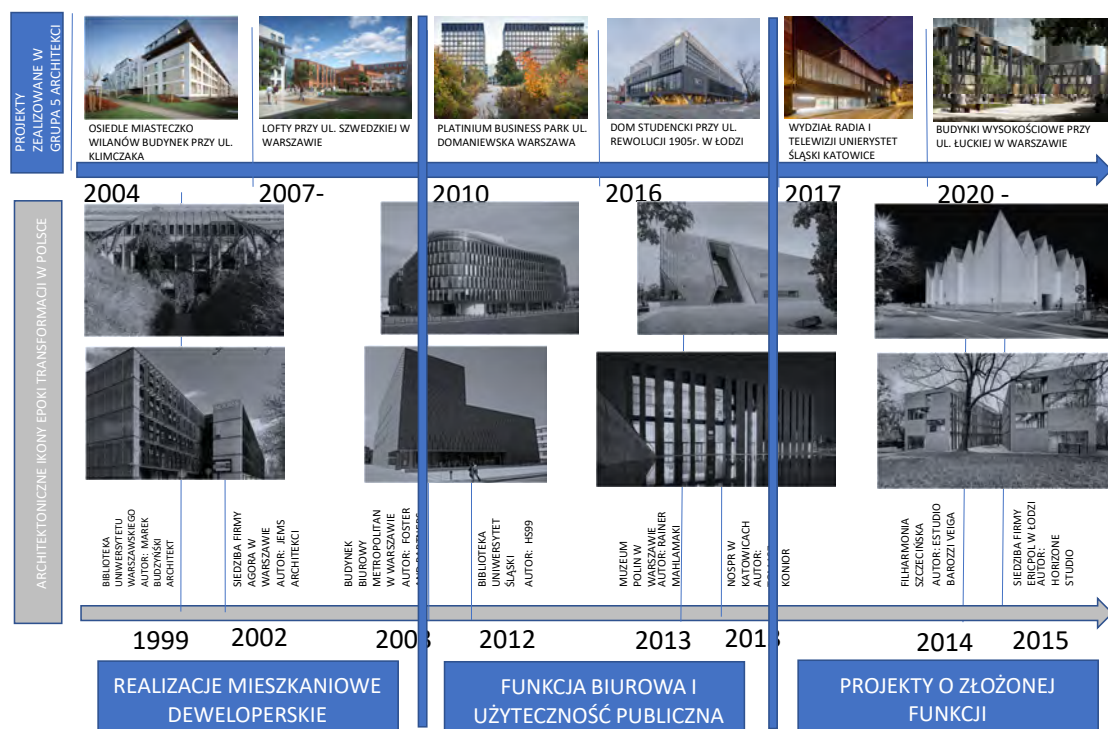 PROJEKTY
ZEALIZOWANE W
GRUPA 5 ARCHITEKCI
OSIEDLE MIASTECZKO
WILANÓW BUDYNEK PRZY UL.
KLIMCZAKA
LOFTY PRZY UL. SZWEDZKIEJ W
WARSZAWIE
PLATINIUM BUSINESS PARK UL.
DOMANIEWSKA WARSZAWA
DOM STUDENCKI PRZY UL.
REWOLUCJI 1905r. W ŁODZI
WYDZIAŁ RADIA I
TELEWIZJI UNIERYSTET
ŚLĄSKI KATOWICE
BUDYNKI WYSOKOŚCIOWE PRZY
UL. ŁUCKIEJ W WARSZAWIE
2004
2007-
2010
2016
2017
2020 -
ARCHITEKTONICZNE IKONY EPOKI TRANSFORMACJI W POLSCE
BIBLIOTEKA
UNIWERSYTETU
WARSZAWSKIEGO
AUTOR: MAREK
BUDZYŃSKI
ARCHITEKT
SIEDZIBA FIRMY
AGORA W
WARSZAWIE
AUTOR: JEMS
ARCHITEKCI
BUDYNEK
BIUROWY
METROPOLITAN
W WARSZAWIE
AUTOR: FOSTER
BIBLIOTEKA
UNIWERSYTET
ŚLĄSKI
AUTOR: HS99
MUZEUM
POLIN W
WARSZAWIE
AUTOR: RAINER
MAHLAMAKI
NOSPR W
KATOWICACH
AUTOR:
KONIOR
FILHARMONIA
SZCZECIŃSKA
AUTOR: ESTUDIO
BAROZZI VEIGA
SIEDZIBA FIRMY
ERICPOL W ŁODZI
AUTOR:
HORIZONE
STUDIO
1999
2002
2003
2012
2013
2013
2014
2015
REALIZACJE MIESZKANIOWE
DEWELOPERSKIE
FUNKCJA BIUROWA I
UŻYTECZNOŚĆ PUBLICZNA
PROJEKTY O ZŁOŻONEJ
FUNKCJI